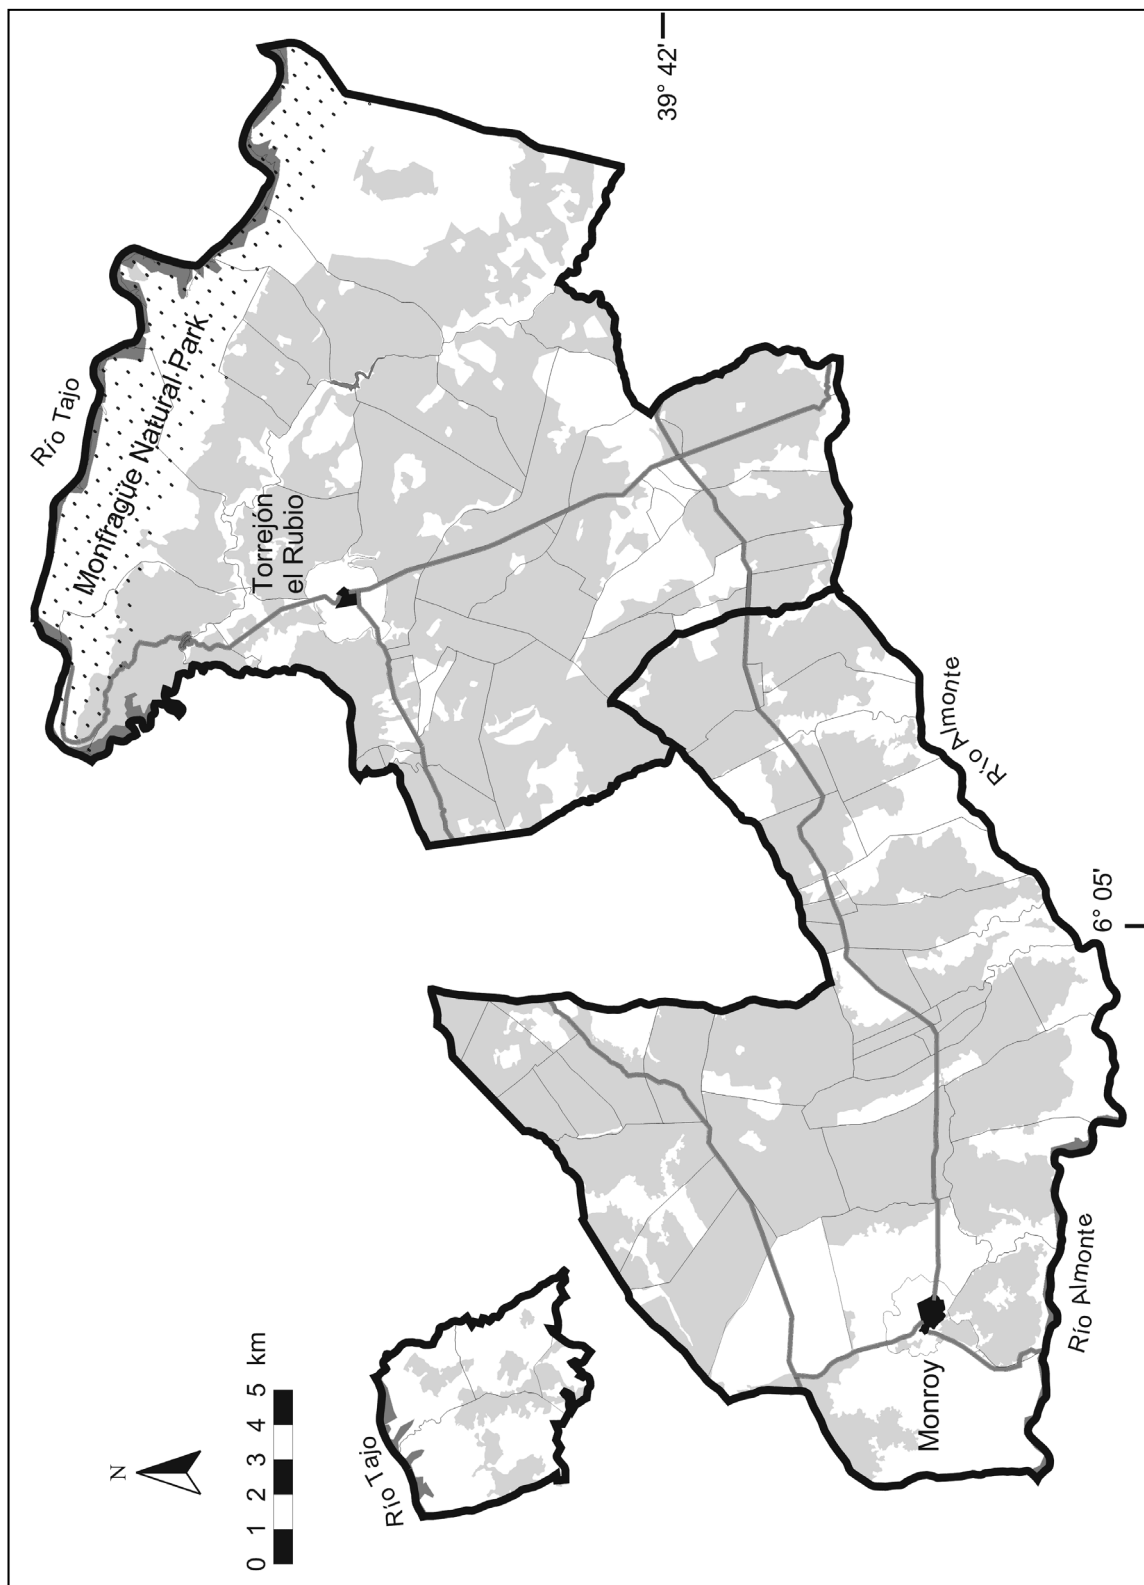 N
0 1 2 3 4 5 km
Río Tajo
Río Tajo
Monfragüe Natural Park
Torrejón
el Rubio
39° 42'
Río Almonte
6° 05'
Monroy
Río Almonte